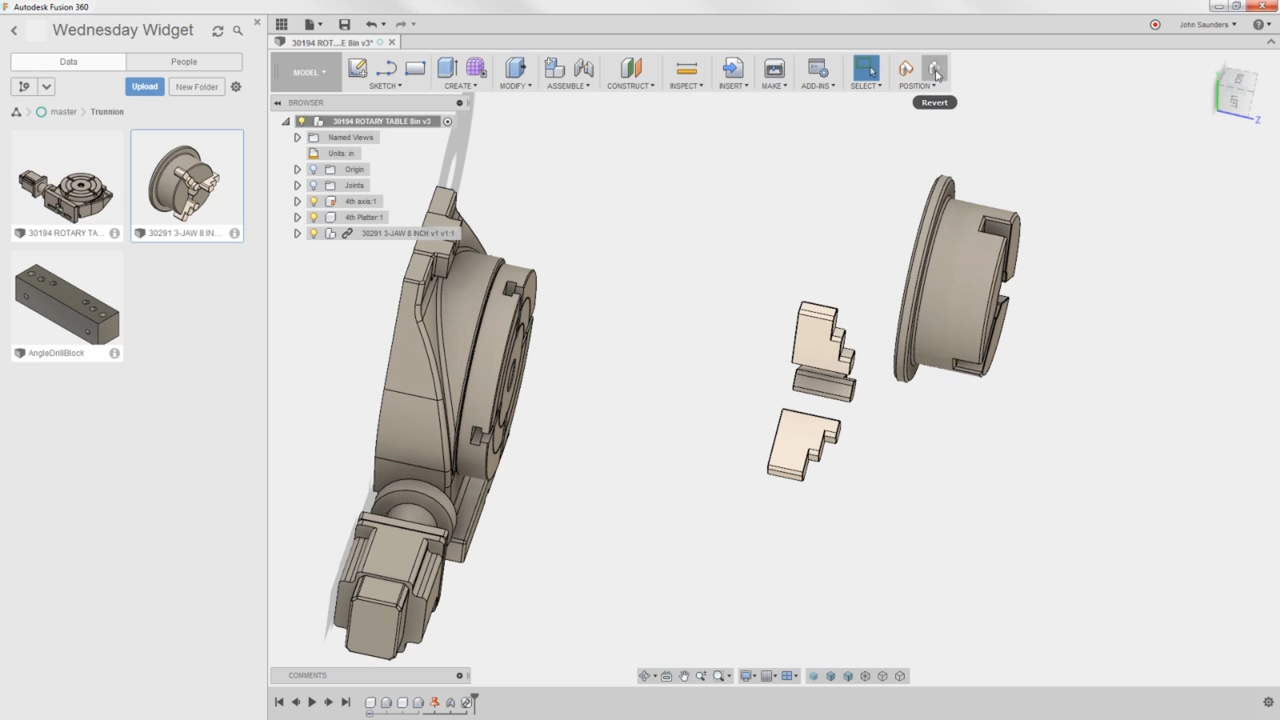 Autodesk Fusion 360
Wednesday Widget
John Saunders
30194 ROT...E 8in v3*
Data
People
MODEL
SKETCH
CREATE
MODIFY
ASSEMBLE
CONSTRUCT
INSPECT
INSERT
MAKE
ADD-INS
SELECT
POSITION
Upload
New Folder
Revert
BROWSER
master
Trunnion
30194 ROTARY TABLE 8in v3
Named Views
Units: in
Origin
Joints
4th axis:1
4th Platter:1
30291 3-JAW 8 INCH v1 v1:1
30194 ROTARY TA...
30291 3-JAW 8 IN...
AngleDrillBlock
Z
COMMENTS